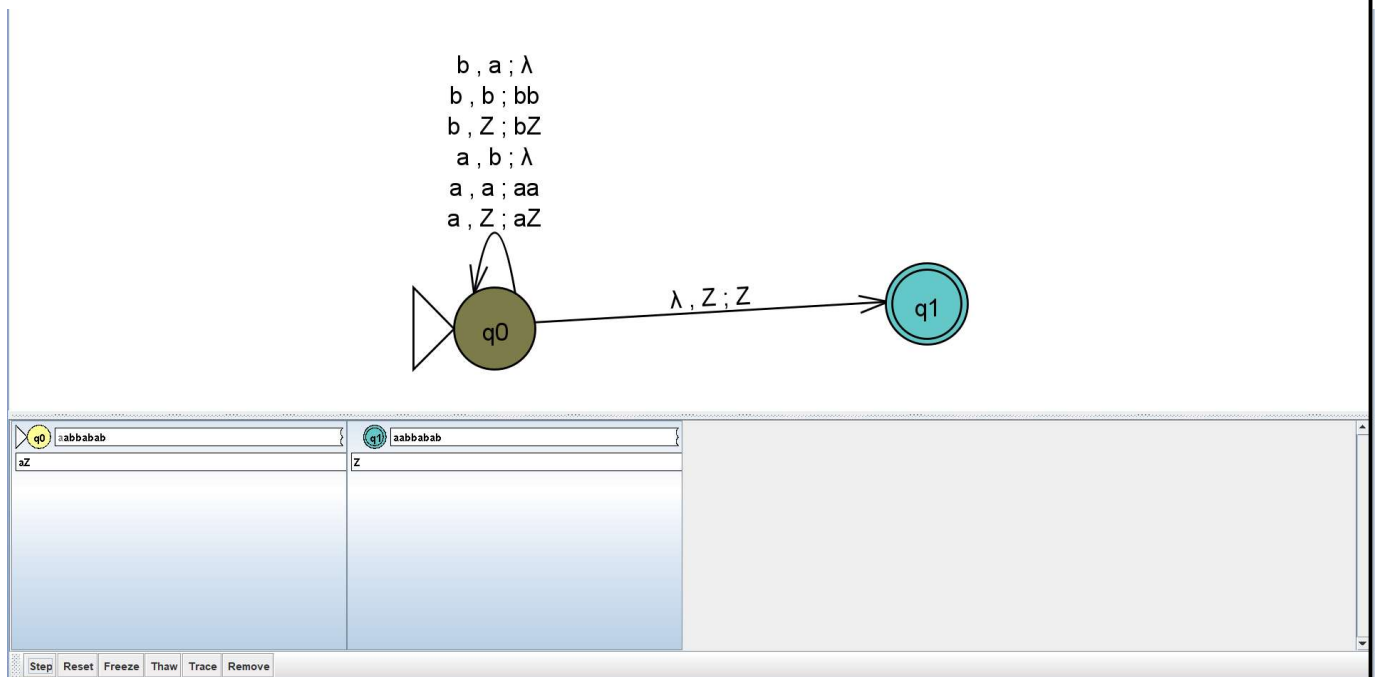 b , a ; λ
b , b ; bb
b , Z ; bZ
a , b ; λ
a , a ; aa
a , Z ; aZ
λ , Z ; Z
q0
q1
q0 aabbabab
q1 aabbabab
aZ
Z
Step Reset Freeze Thaw Trace Remove